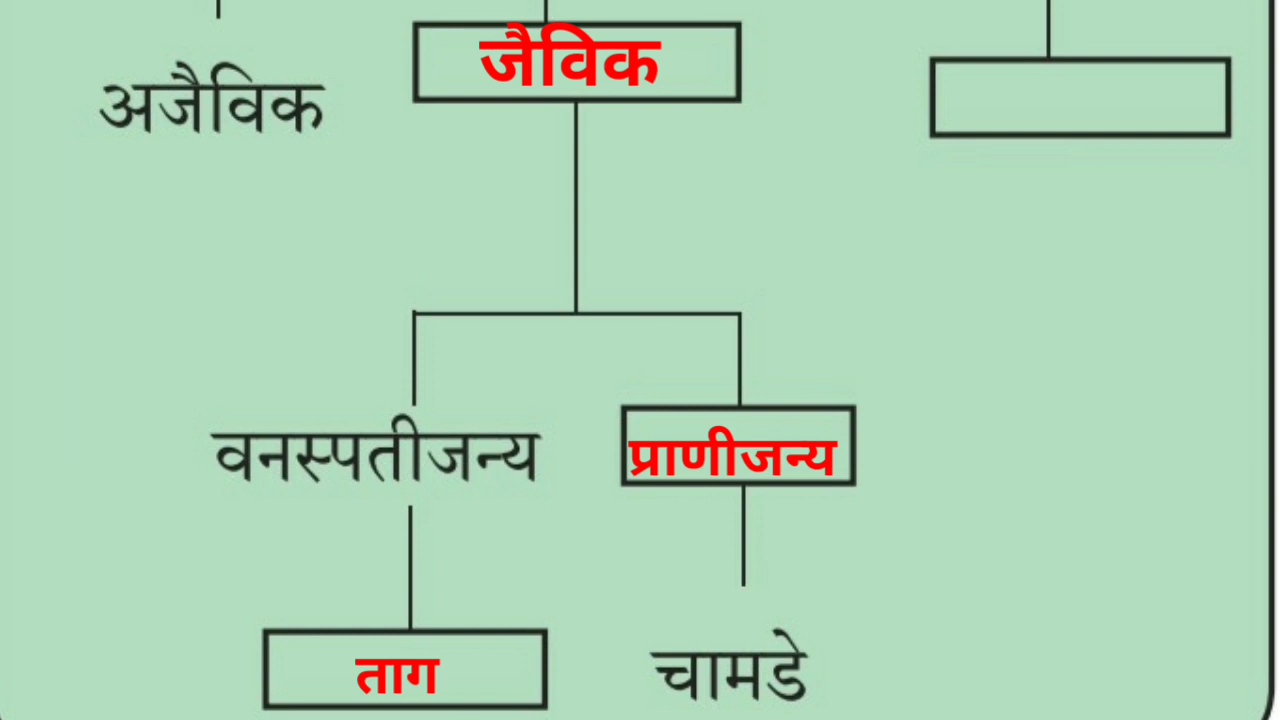 जैविक
अजैविक
वनस्पतीजन्य
प्राणीजन्य
ताग
चामडे